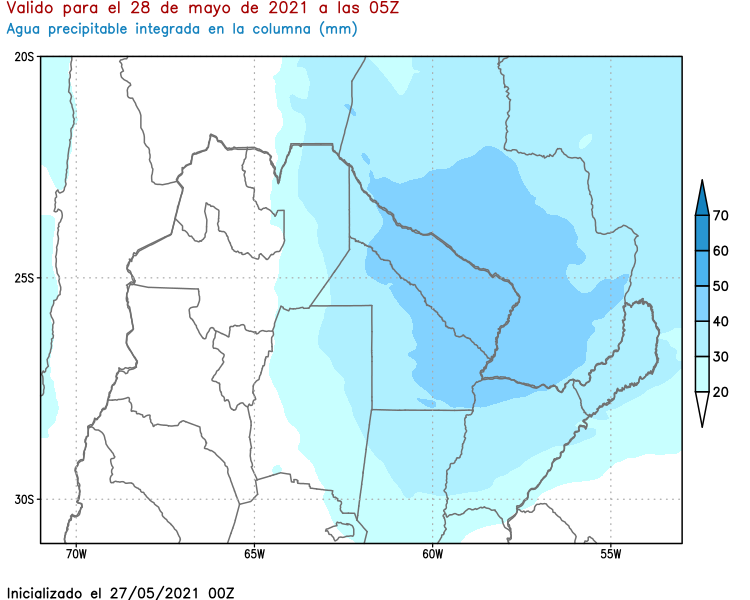 Valido para el 28 de mayo de 2021 a las 05Z
Agua precipitable integrada en la columna (mm)
20S
25S
30S
70W
65W
60W
55W
70
60
50
40
30
20
Inicializado el 27/05/2021 00Z